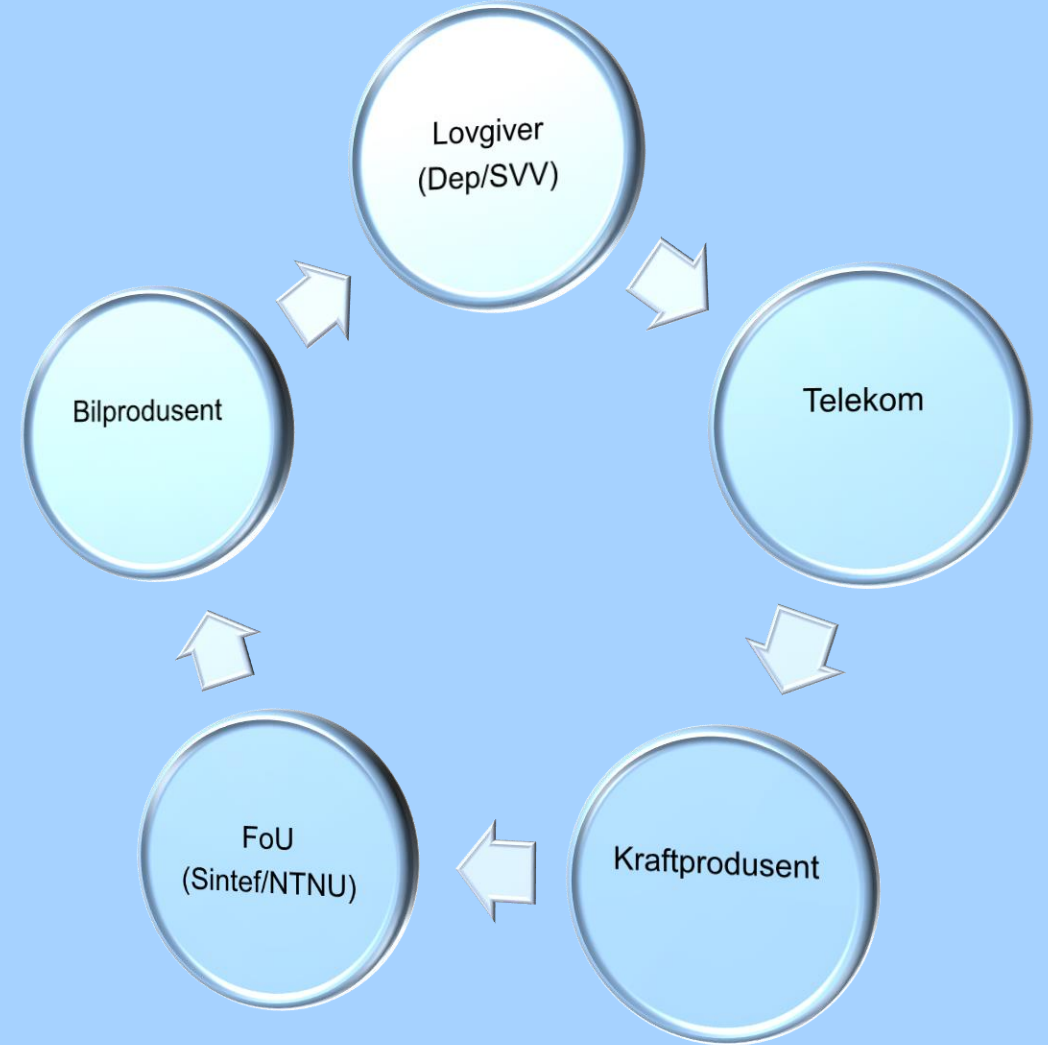 Lovgiver
(Dep/SVV)
Telekom
Kraftprodusent
FoU
(Sintef/NTNU)
Bilprodusent